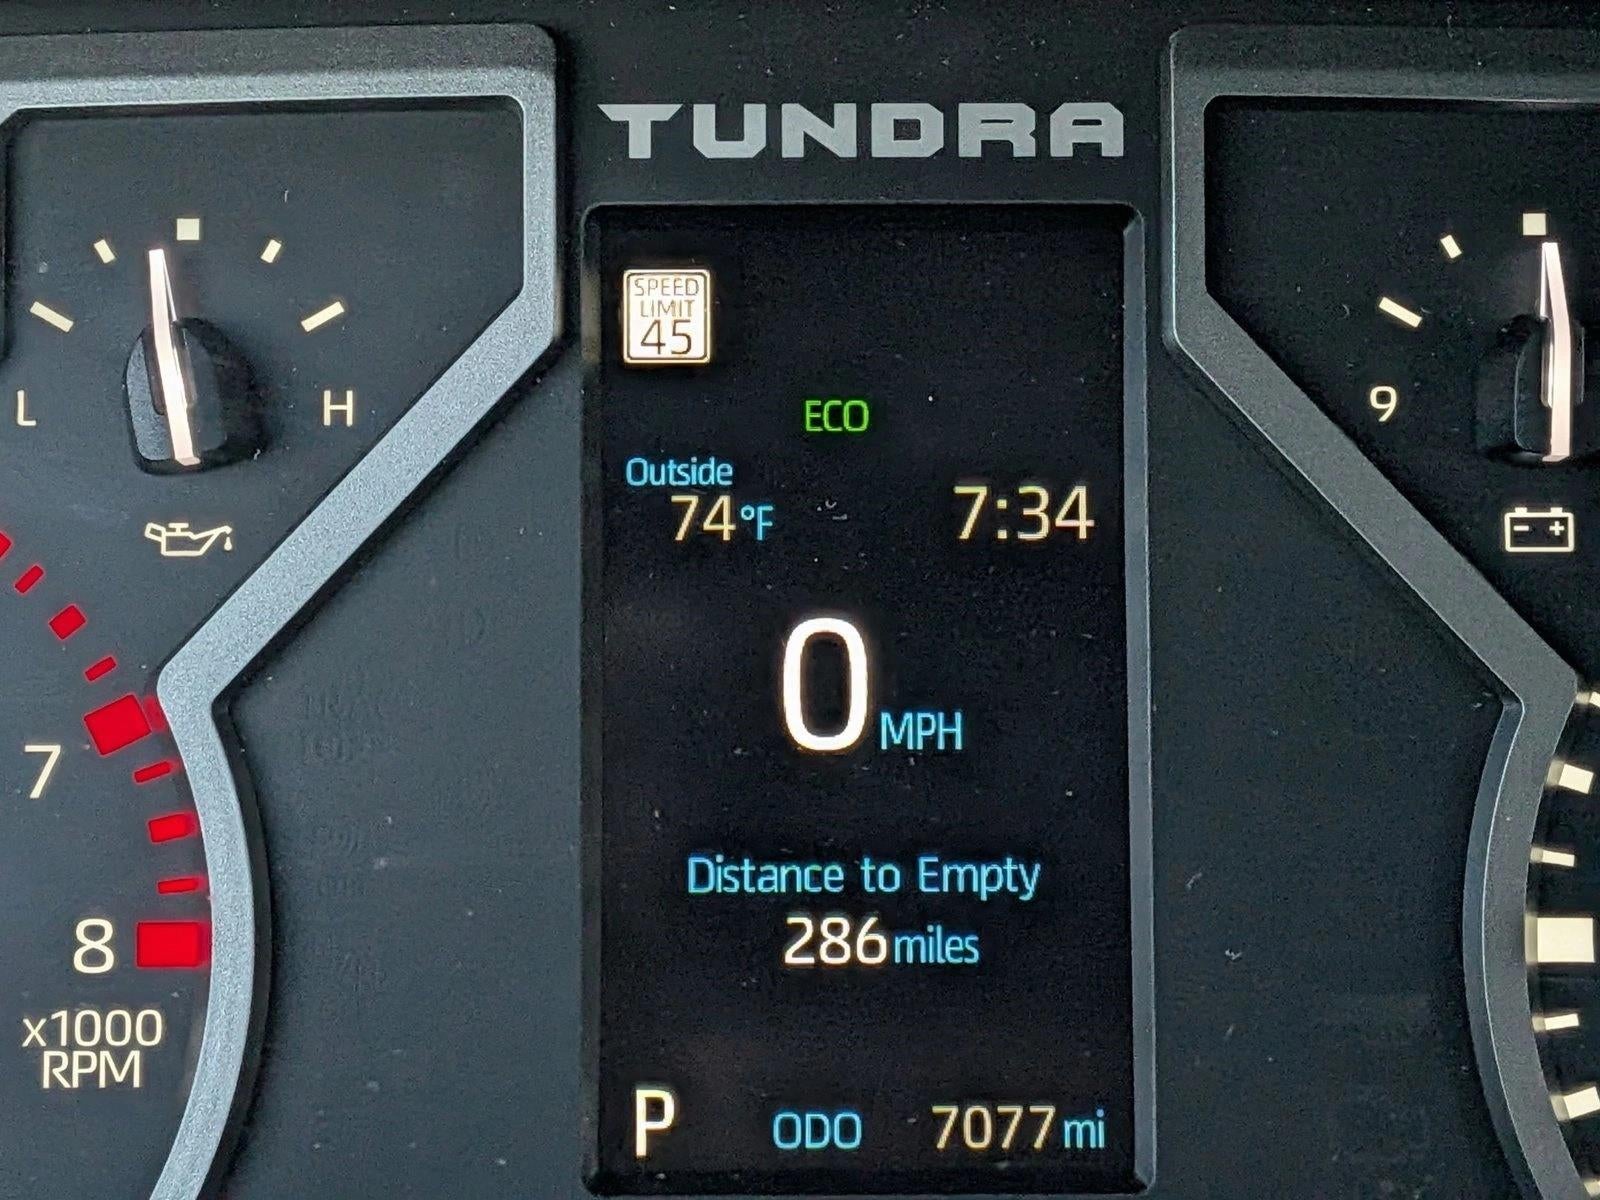 TUNDRA
SPEED
LIMIT
45
ECO
Outside
74°F
7:34
0 MPH
Distance to Empty
286 miles
P ODO 7077 mi
L H
7
8
x1000
RPM
9
- +